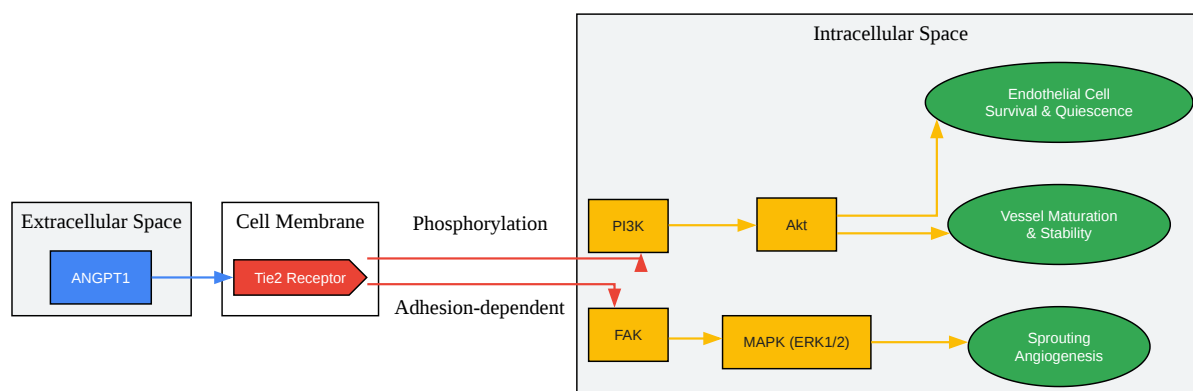 Intracellular Space
Endothelial Cell
Survival & Quiescence
Extracellular Space
Cell Membrane
Phosphorylation
PI3K
Akt
Vessel Maturation
& Stability
ANGPT1
Tie2 Receptor
Adhesion-dependent
FAK
MAPK (ERK1/2)
Sprouting
Angiogenesis